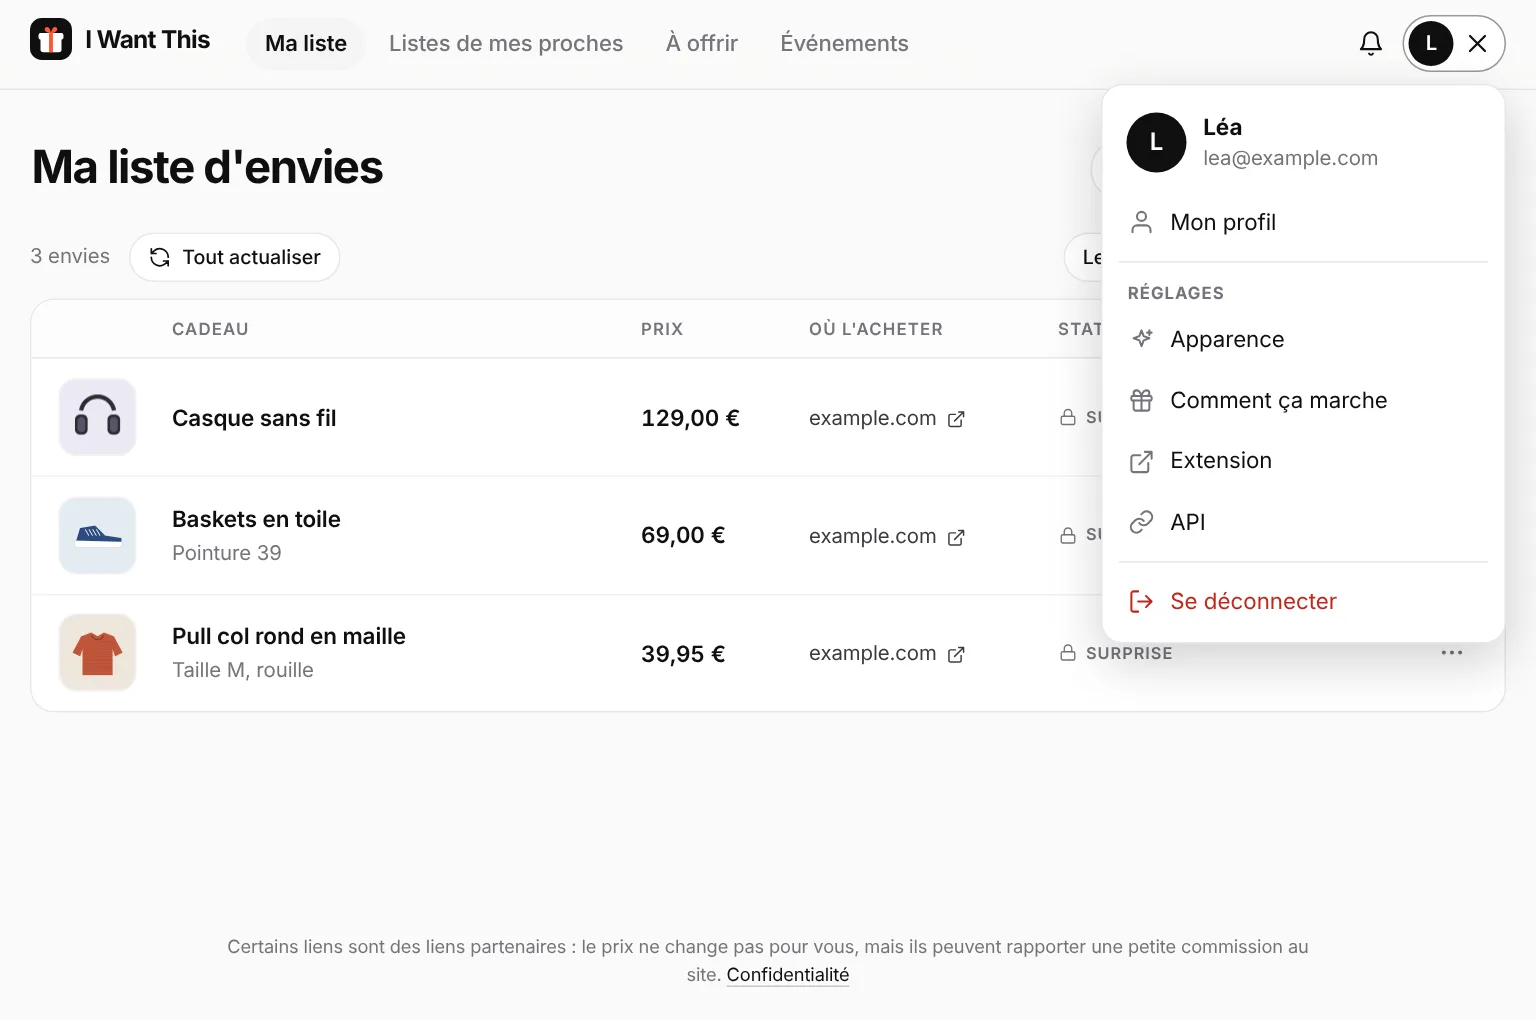 I Want This
Ma liste
Listes de mes proches
À offrir
Événements
L
Léa
lea@example.com
L
Mon profil
RÉGLAGES
Apparence
Comment ça marche
Extension
API
Se déconnecter
Ma liste d'envies
3 envies
Tout actualiser
CADEAU
PRIX
OÙ L'ACHETER
Casque sans fil
129,00 €
example.com
Baskets en toile
Pointure 39
69,00 €
example.com
Pull col rond en maille
Taille M, rouille
39,95 €
example.com
SURPRISE
Certains liens sont des liens partenaires : le prix ne change pas pour vous, mais ils peuvent rapporter une petite commission au
site. Confidentialité